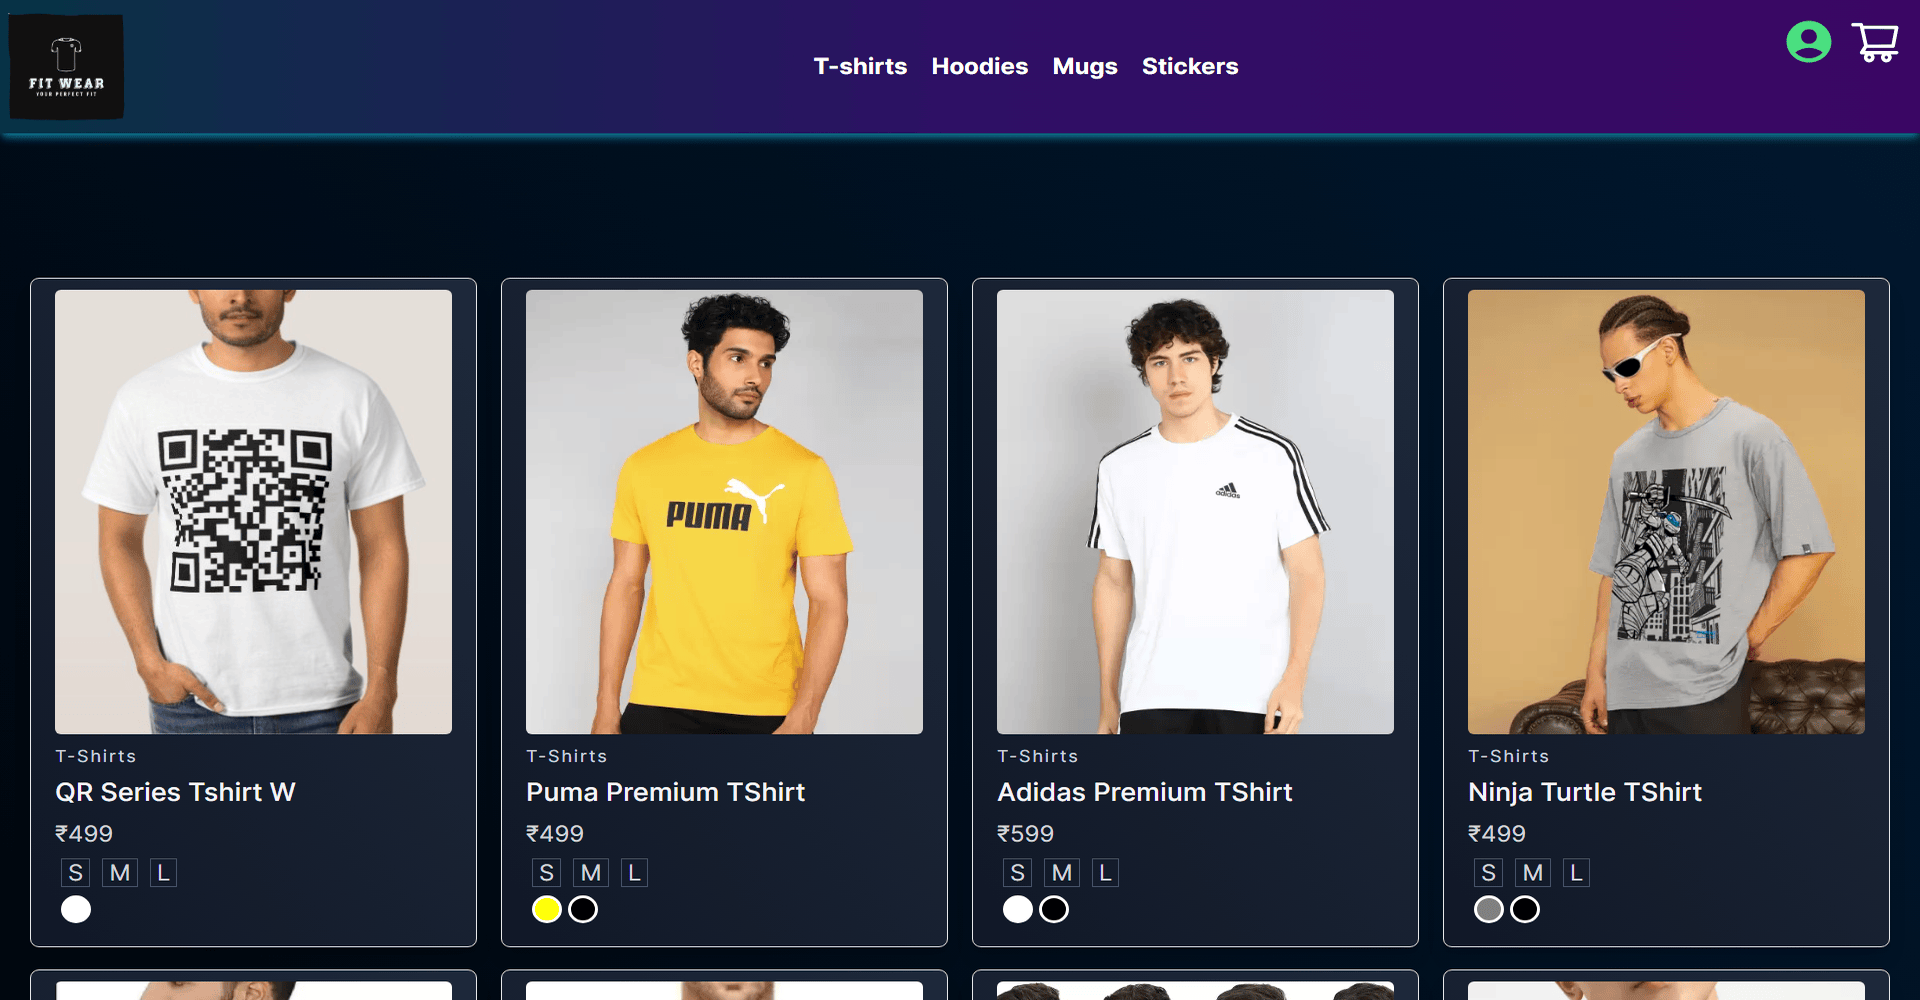 FIT WEAR
YOUR PERFECT FIT
T-shirts Hoodies Mugs Stickers
PUMA
adidas
T-Shirts
QR Series Tshirt W
₹499
S M L
T-Shirts
Puma Premium TShirt
₹499
S M L
T-Shirts
Adidas Premium TShirt
₹599
S M L
T-Shirts
Ninja Turtle TShirt
₹499
S M L